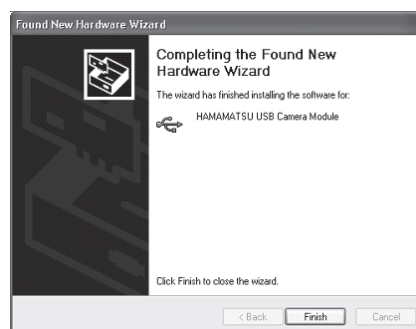 Found New Hardware Wizard
Completing the Found New
Hardware Wizard
The wizard has finished installing the software for:
HAMAMATSU USB Camera Module
Click Finish to close the wizard.
< Back
Finish
Cancel